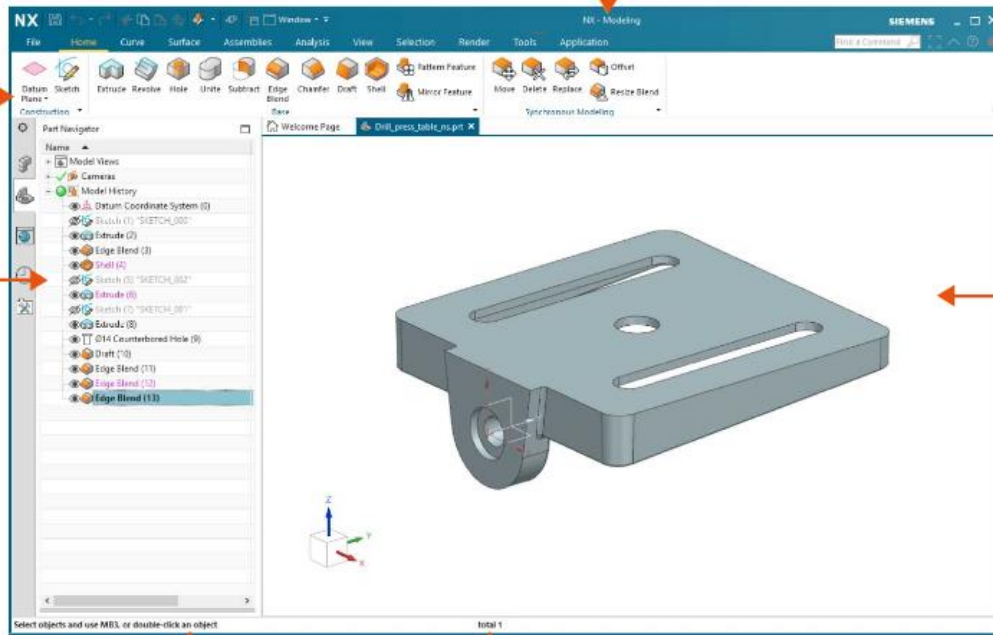 NX Window NX - Modeling SIEMENS
File Home Curve Surface Assemblies Analysis View Selection Render Tools Application Find a Command
Datum Plane Sketch Extrude Revolve Hole Unite Subtract Edge Blend Chamfer Draft Shell Pattern Feature Mirror Feature Move Delete Replace Offset Resize Blend
Construction Base Synchronous Modeling
Part Navigator Welcome Page Drill_press_table_ns.prt
Name
Model Views
Cameras
Model History
Datum Coordinate System (0)
Sketch (1) "SKETCH_000"
Extrude (2)
Edge Blend (3)
Shell (4)
Sketch (5) "SKETCH_002"
Extrude (6)
Sketch (7) "SKETCH_001"
Extrude (8)
Ø14 Counterbored Hole (9)
Draft (10)
Edge Blend (11)
Edge Blend (12)
Edge Blend (13)
Z
Y
X
Select objects and use MB3, or double-click an object total 1